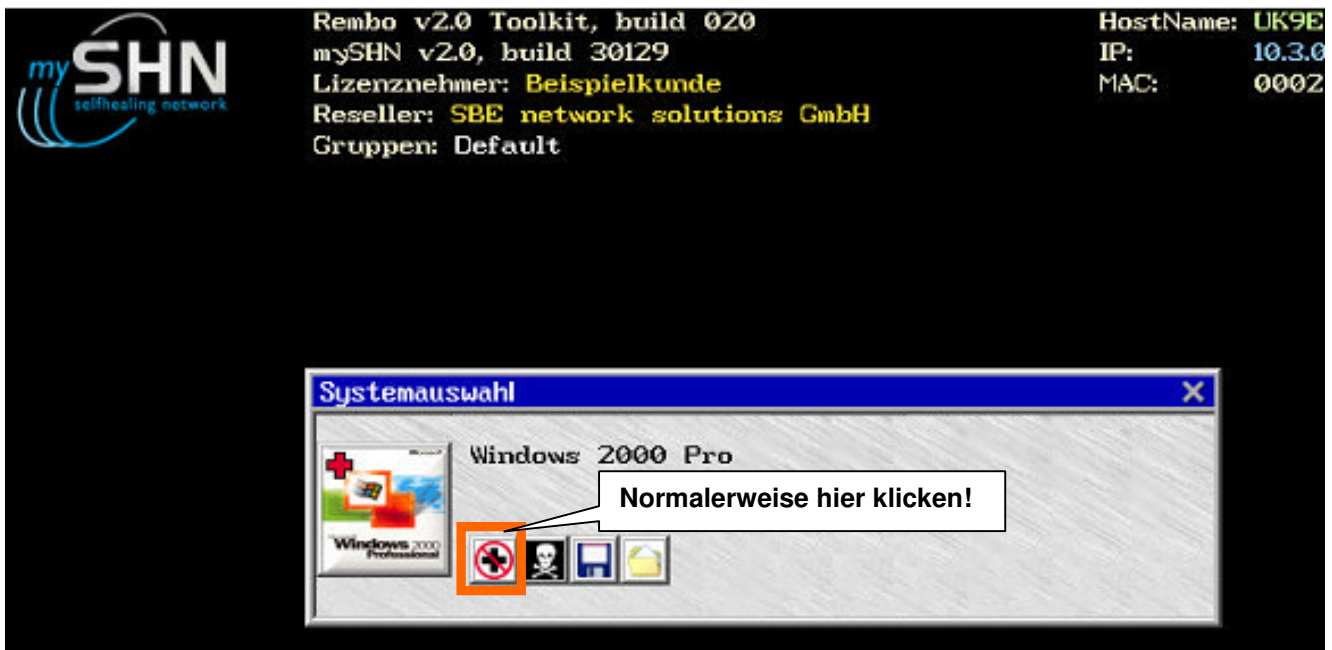 my SHN
selfhealing network
Rembo v2.0 Toolkit, build 020
mySHN v2.0, build 30129
Lizenznehmer: Beispielkunde
Reseller: SBE network solutions GmbH
Gruppen: Default
HostName: UK9E
IP: 10.3.0
MAC: 0002
Systemauswahl
Windows 2000 Pro
Normalerweise hier klicken!
Microsoft
Windows 2000
Professional